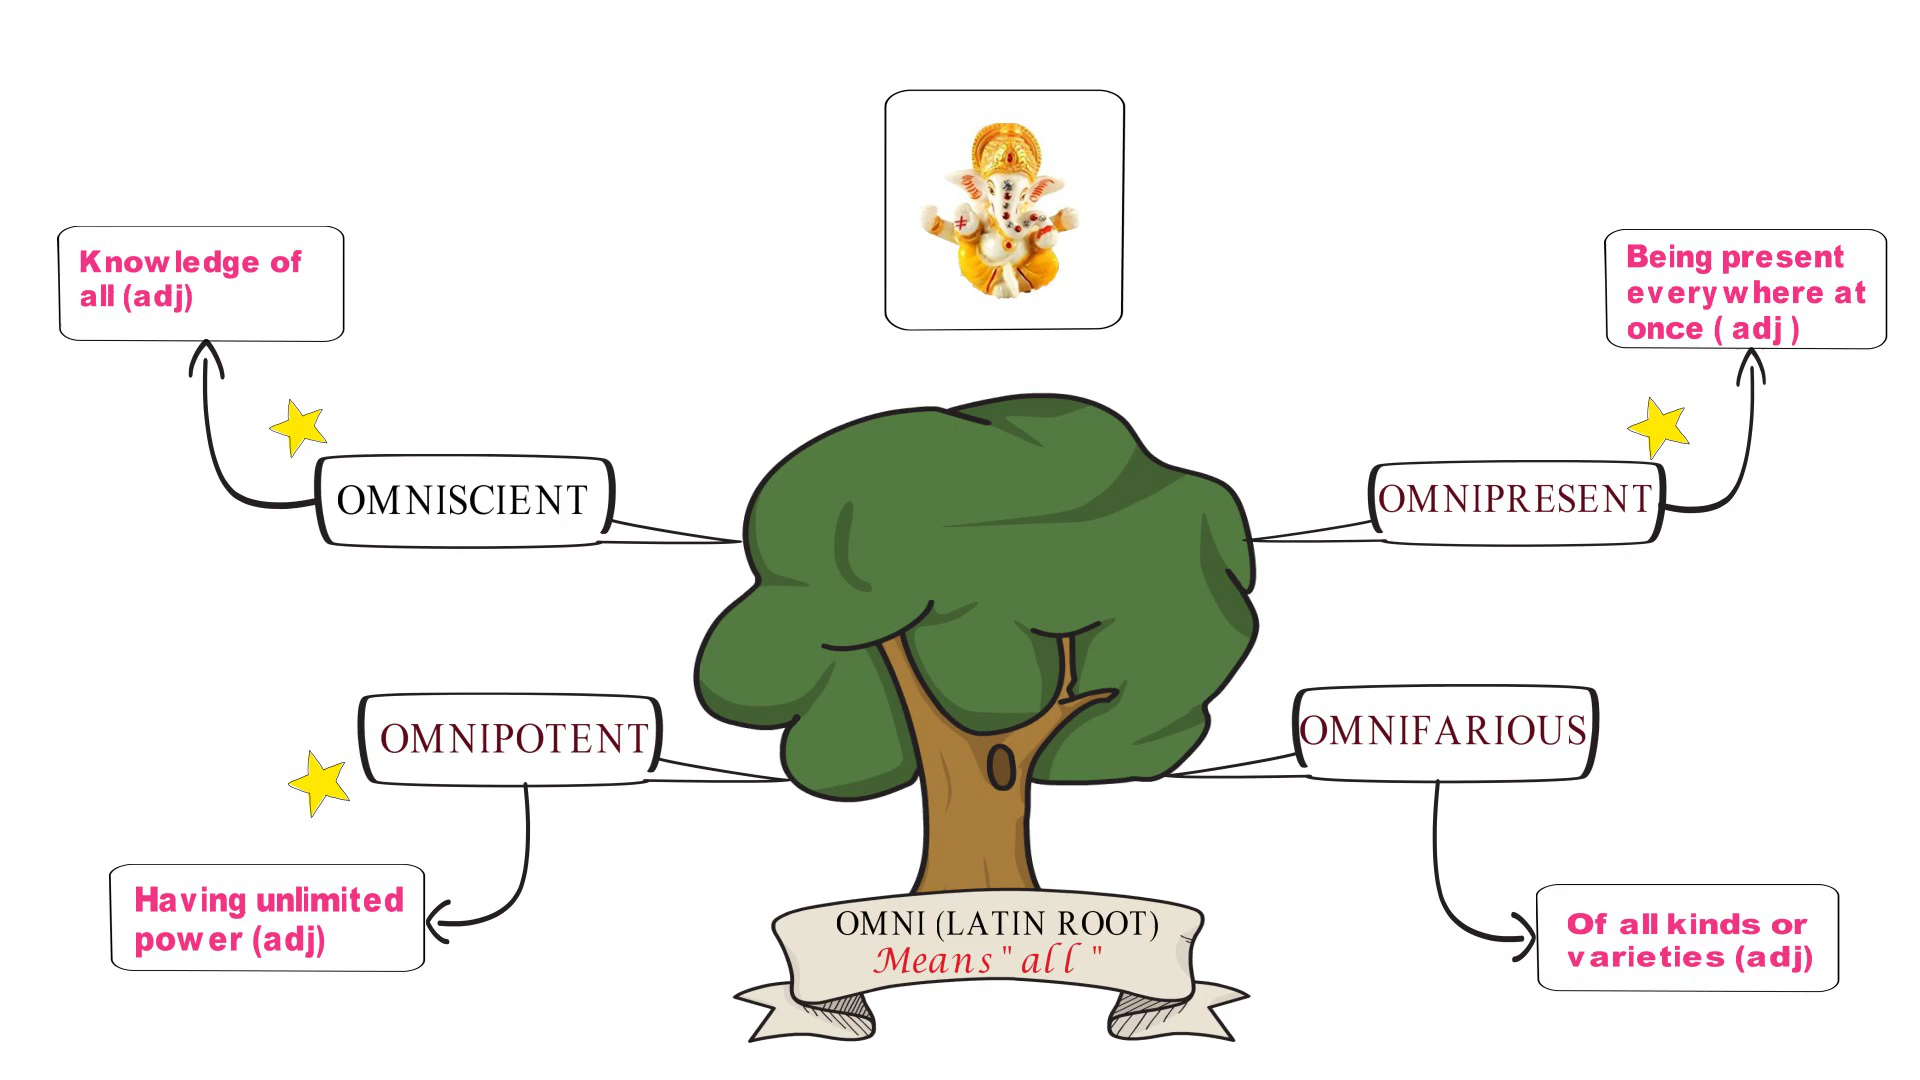 Knowledge of
all (adj)
Being present
everywhere at
once ( adj )
OMNISCIENT
OMNIPRESENT
OMNIPOTENT
OMNIFARIOUS
Having unlimited
power (adj)
OMNI (LATIN ROOT)
Means " all "
Of all kinds or
varieties (adj)